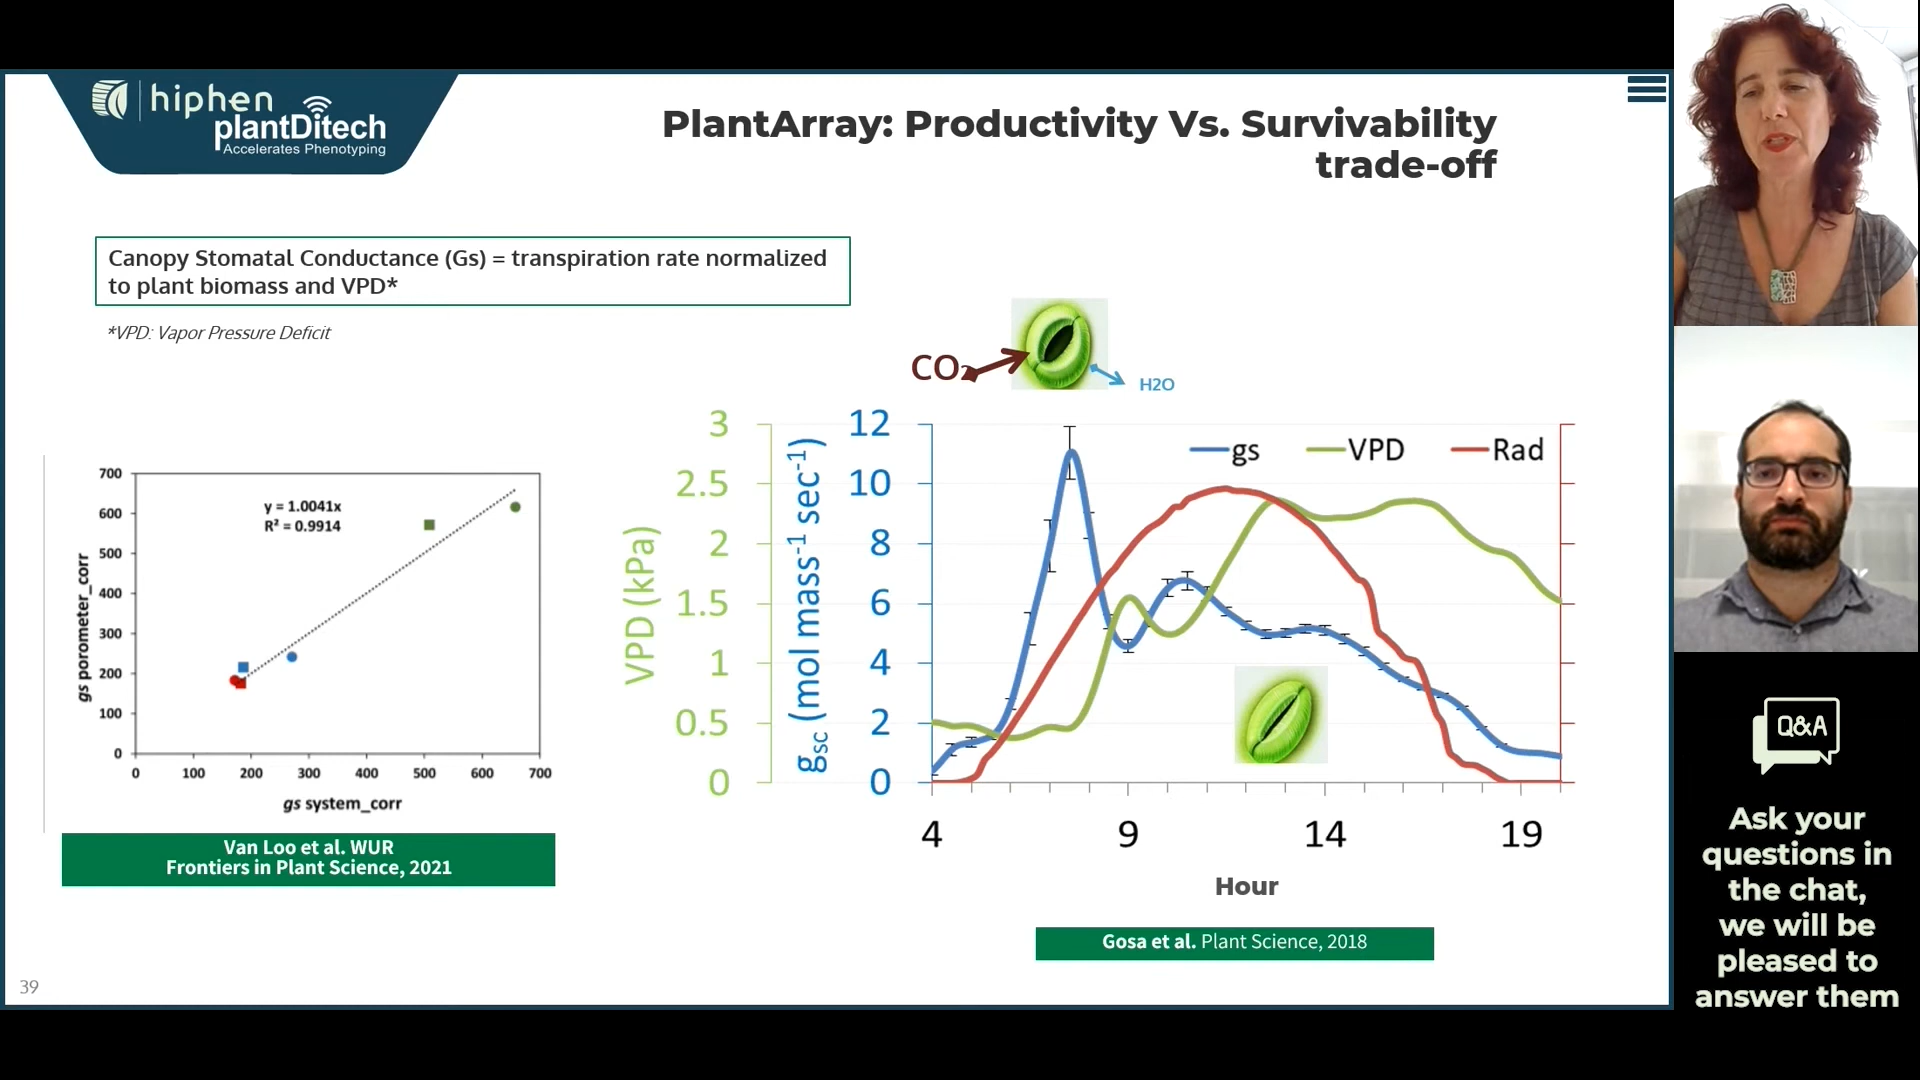 hiphen
plantDitech
Accelerates Phenotyping
PlantArray: Productivity Vs. Survivability
trade-off
Canopy Stomatal Conductance (Gs) = transpiration rate normalized
to plant biomass and VPD*
*VPD: Vapor Pressure Deficit
CO₂
H2O
700
600
500
400
300
200
100
0
gs porometer_corr
y = 1.0041x
R² = 0.9914
0 100 200 300 400 500 600 700
gs system_corr
Van Loo et al. WUR
Frontiers in Plant Science, 2021
VPD (kPa)
3
2.5
2
1.5
1
0.5
0
gsc (mol mass⁻¹ sec⁻¹)
12
10
8
6
4
2
0
gs VPD Rad
4 9 14 19
Hour
Gosa et al. Plant Science, 2018
39
Q&A
Ask your
questions in
the chat,
we will be
pleased to
answer them